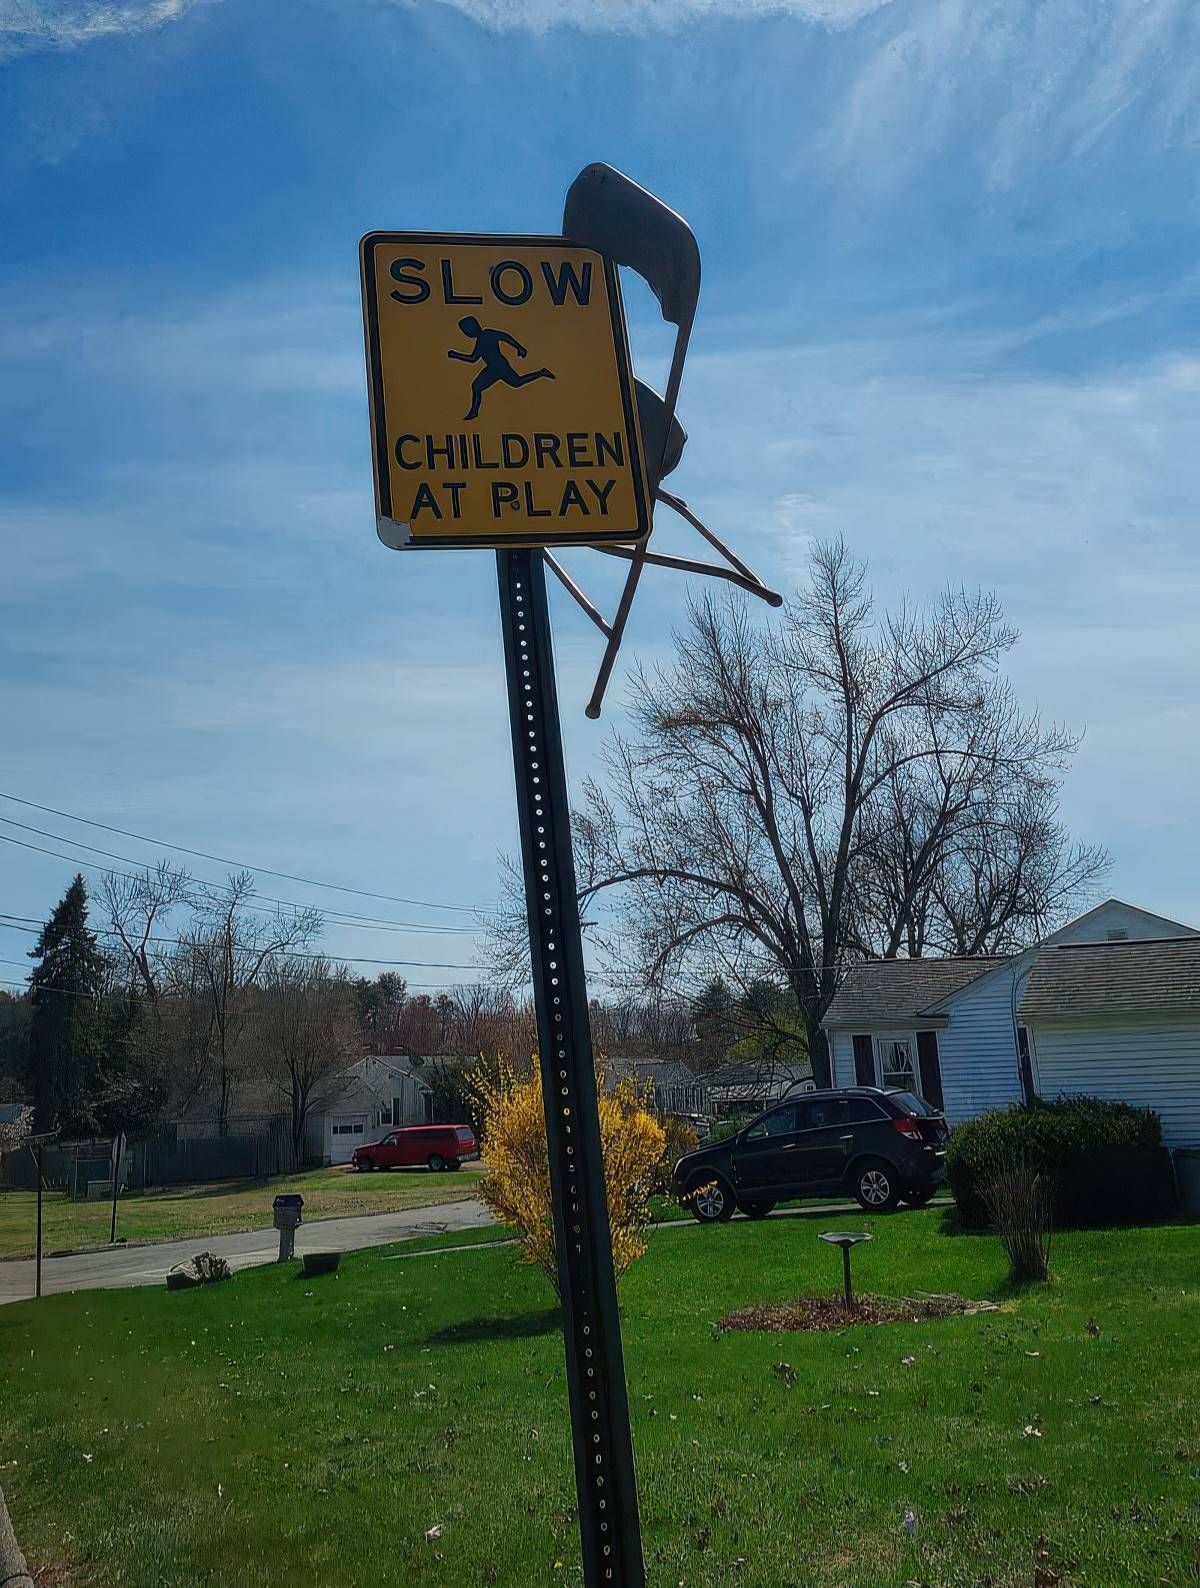 SLOW
CHILDREN
AT PLAY